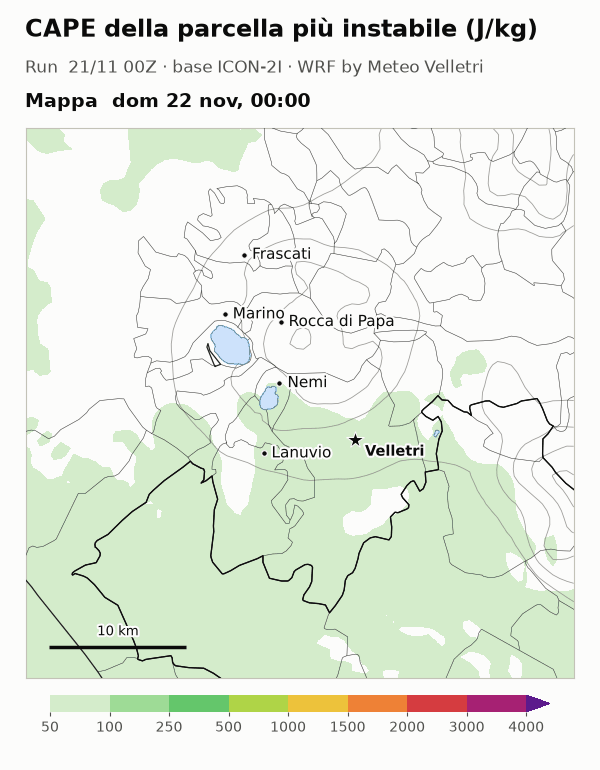 CAPE della parcella più instabile (J/kg)
Run  21/11 00Z · base ICON-2I · WRF by Meteo Velletri
Mappa  dom 22 nov, 00:00
Frascati
Marino
Rocca di Papa
Nemi
Velletri
Lanuvio
10 km
50 100 250 500 1000 1500 2000 3000 4000